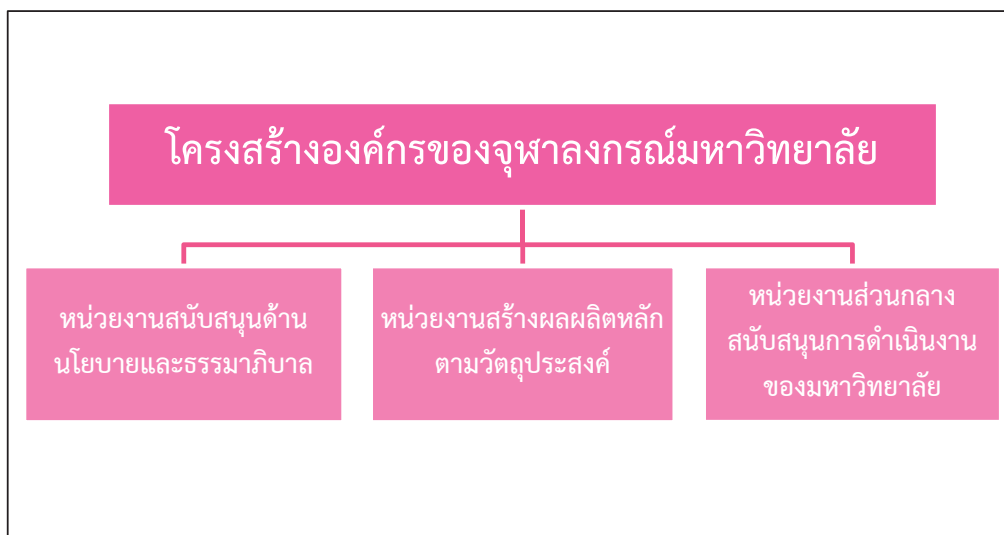 โครงสร้างองค์กรของจุฬาลงกรณ์มหาวิทยาลัย
หน่วยงานสนับสนุนด้าน
นโยบายและธรรมาภิบาล
หน่วยงานสร้างผลผลิตหลัก
ตามวัตถุประสงค์
หน่วยงานส่วนกลาง
สนับสนุนการดำเนินงาน
ของมหาวิทยาลัย